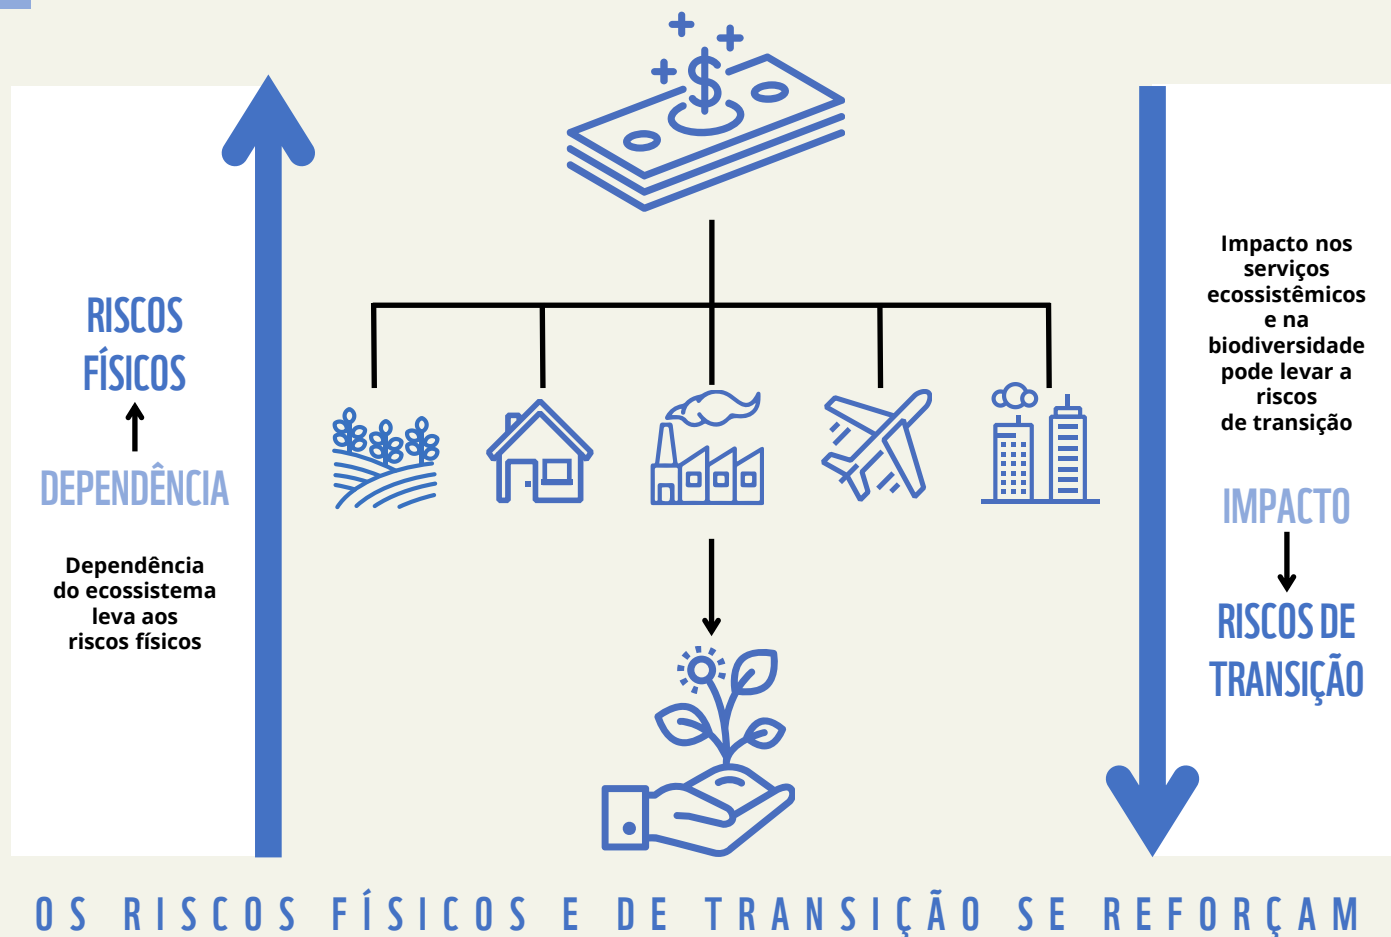 RISCOS
FÍSICOS
DEPENDÊNCIA
Dependência
do ecossistema
leva aos
riscos físicos
Impacto nos
serviços
ecossistêmicos
e na
biodiversidade
pode levar a
riscos
de transição
IMPACTO
RISCOS DE
TRANSIÇÃO
OS RISCOS FÍSICOS E DE TRANSIÇÃO SE REFORÇAM